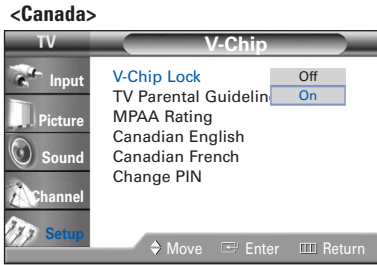 <Canada>
TV
V-Chip
Input
Picture
Sound
Channel
Setup
V-Chip Lock
Off
TV Parental Guidelin
On
MPAA Rating
Canadian English
Canadian French
Change PIN
Move Enter Return